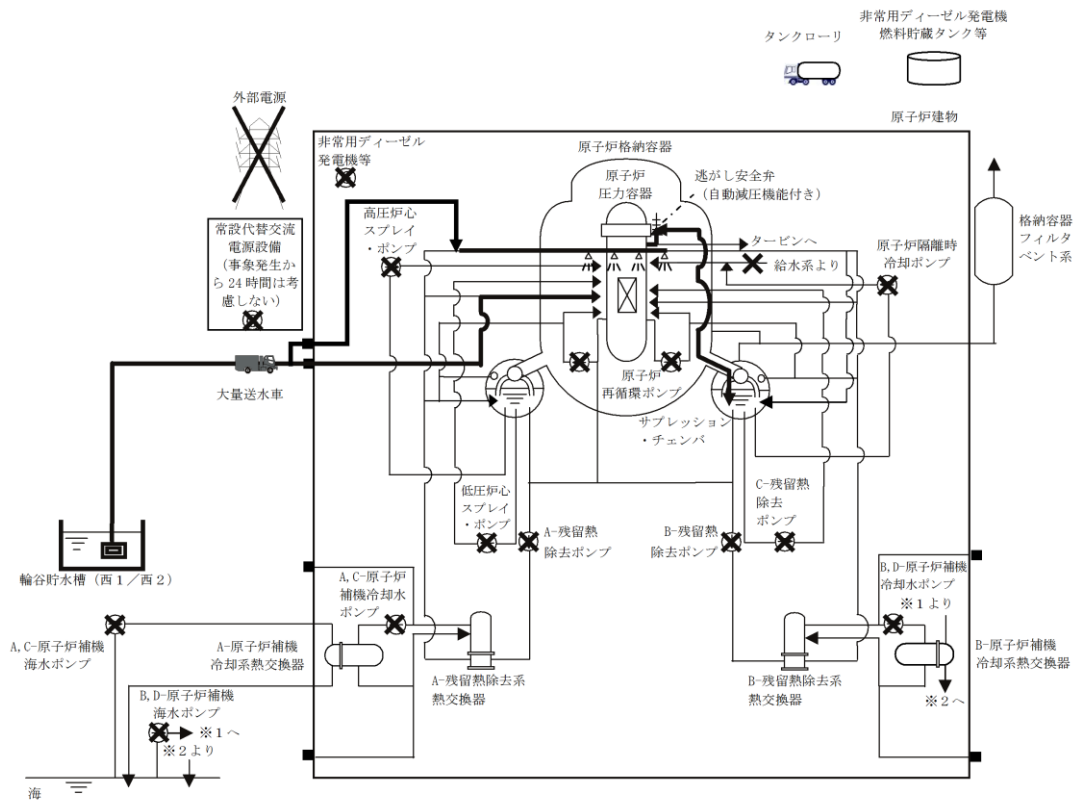 非常用ディーゼル発電機
燃料貯蔵タンク等
タンクローリ
外部電源
原子炉建物
非常用ディーゼル
発電機等
原子炉格納容器
原子炉
圧力容器
逃がし安全弁
（自動減圧機能付き）
高圧炉心
スプレイ
・ポンプ
常設代替交流
電源設備
（事象発生か
ら24時間は考
慮しない）
タービンへ
給水系より
原子炉隔離時
冷却ポンプ
格納容器
フィルタ
ベント系
大量送水車
原子炉
再循環ポンプ
サプレッション
・チェンバ
低圧炉心
スプレイ
・ポンプ
A-残留熱
除去ポンプ
B-残留熱
除去ポンプ
C-残留熱
除去
ポンプ
輪谷貯水槽（西1／西2）
A,C-原子炉
補機冷却水
ポンプ
B,D-原子炉補機
冷却水ポンプ
※1より
A,C-原子炉補機
海水ポンプ
A-原子炉補機
冷却系熱交換器
B-原子炉補機
冷却系熱交換器
A-残留熱除去系
熱交換器
B-残留熱除去系
熱交換器
※2へ
B,D-原子炉補機
海水ポンプ
※1へ
※2より
海